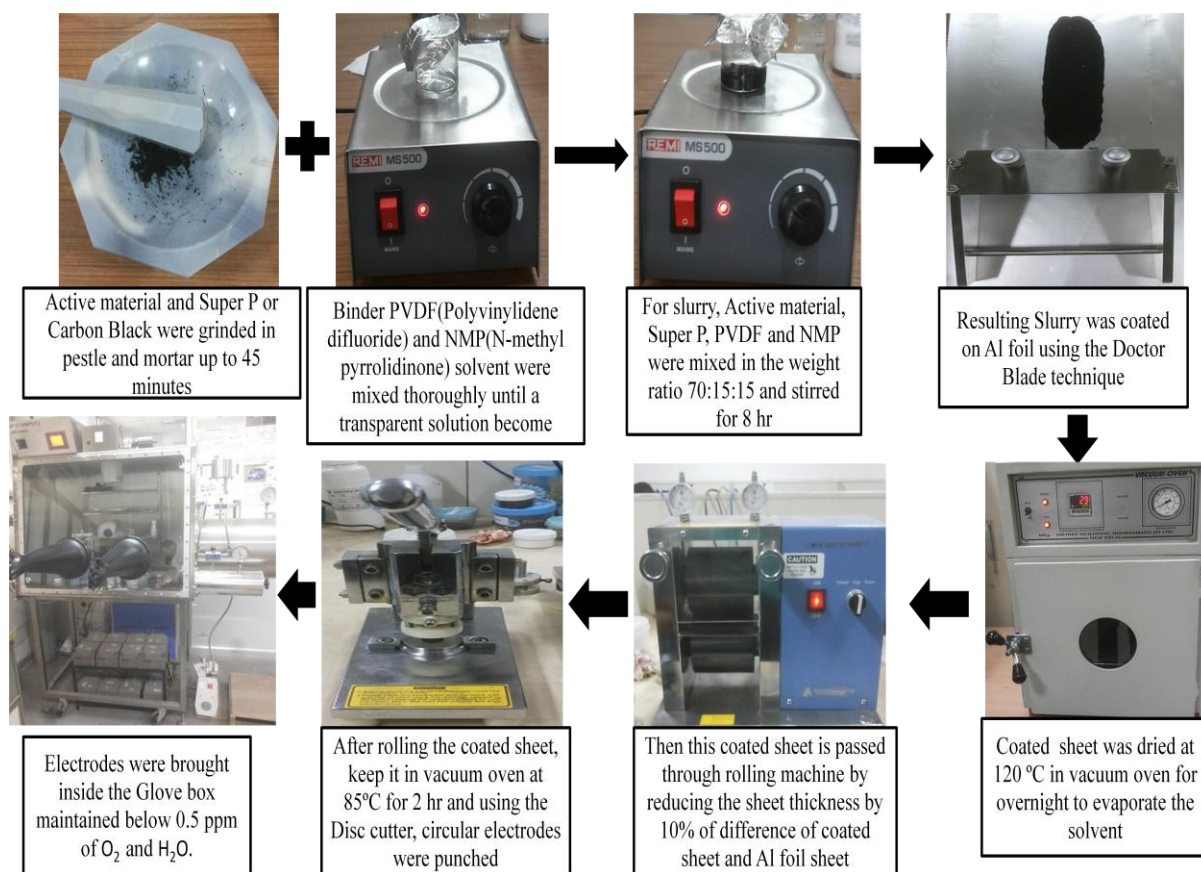 REMI MS500
O
I
MAINS
REMI MS500
O
I
MAINS
Active material and Super P or
Carbon Black were grinded in
pestle and mortar up to 45
minutes
Binder PVDF(Polyvinylidene
difluoride) and NMP(N-methyl
pyrrolidinone) solvent were
mixed thoroughly until a
transparent solution become
For slurry, Active material,
Super P, PVDF and NMP
were mixed in the weight
ratio 70:15:15 and stirred
for 8 hr
Resulting Slurry was coated
on Al foil using the Doctor
Blade technique
VACUUM OVEN
29
Coated sheet was dried at
120 ºC in vacuum oven for
overnight to evaporate the
solvent
CAUTION
Then this coated sheet is passed
through rolling machine by
reducing the sheet thickness by
10% of difference of coated
sheet and Al foil sheet
After rolling the coated sheet,
keep it in vacuum oven at
85ºC for 2 hr and using the
Disc cutter, circular electrodes
were punched
Electrodes were brought
inside the Glove box
maintained below 0.5 ppm
of O₂ and H₂O.